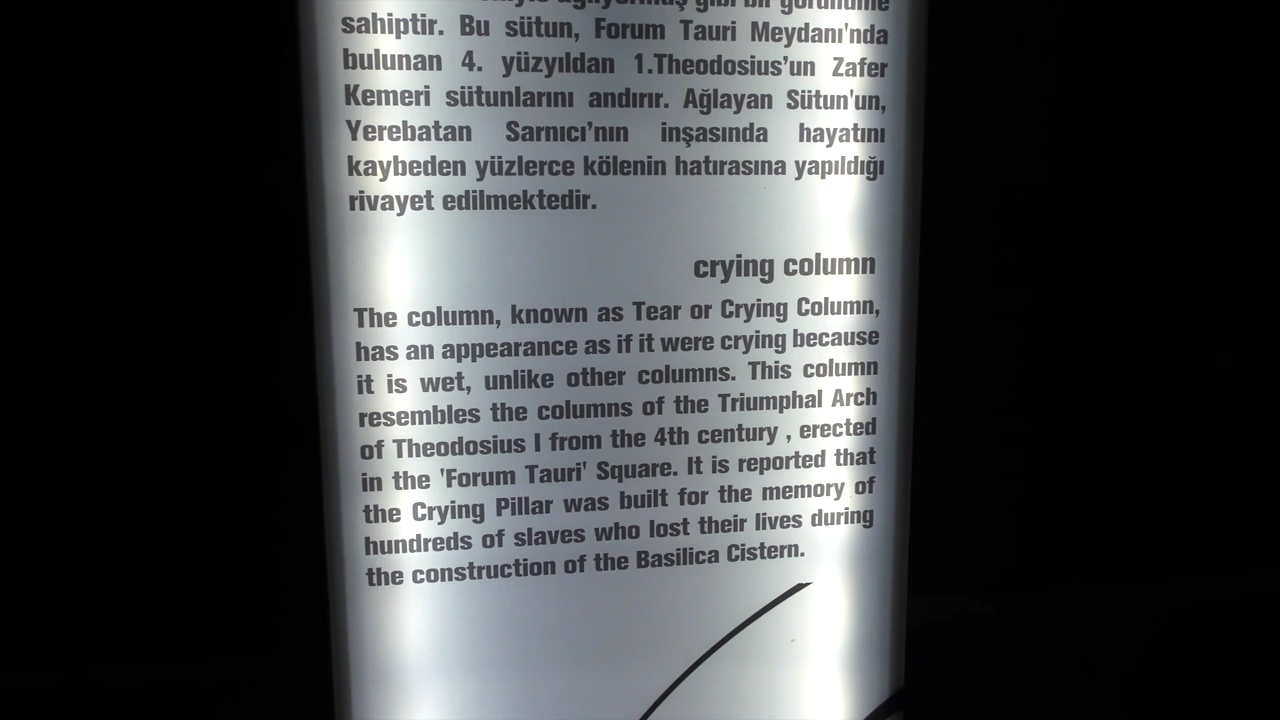 gibi bir görünüme
sahiptir. Bu sütun, Forum Tauri Meydanı'nda
bulunan 4. yüzyıldan 1.Theodosius'un Zafer
Kemeri sütunlarını andırır. Ağlayan Sütun'un,
Yerebatan Sarnıcı'nın inşasında hayatını
kaybeden yüzlerce kölenin hatırasına yapıldığı
rivayet edilmektedir.
crying column
The column, known as Tear or Crying Column,
has an appearance as if it were crying because
it is wet, unlike other columns. This column
resembles the columns of the Triumphal Arch
of Theodosius I from the 4th century , erected
in the 'Forum Tauri' Square. It is reported that
the Crying Pillar was built for the memory of
hundreds of slaves who lost their lives during
the construction of the Basilica Cistern.